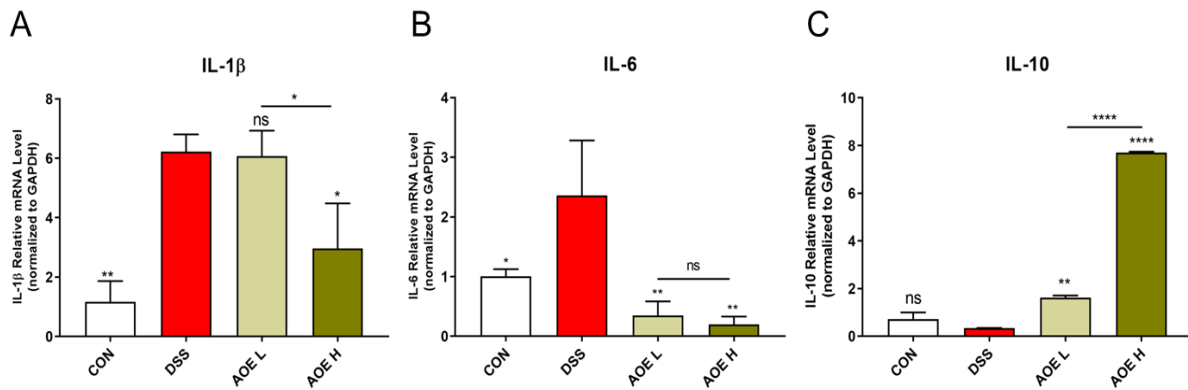 A
IL-1β
IL-1β Relative mRNA Level
(normalized to GAPDH)
8
6
4
2
0
**
ns
*
*
CON
DSS
AOE L
AOE H
B
IL-6
IL-6 Relative mRNA Level
(normalized to GAPDH)
4
3
2
1
0
*
**
ns
**
CON
DSS
AOE L
AOE H
C
IL-10
IL-10 Relative mRNA Level
(normalized to GAPDH)
10
8
6
4
2
0
ns
**
****
****
CON
DSS
AOE L
AOE H